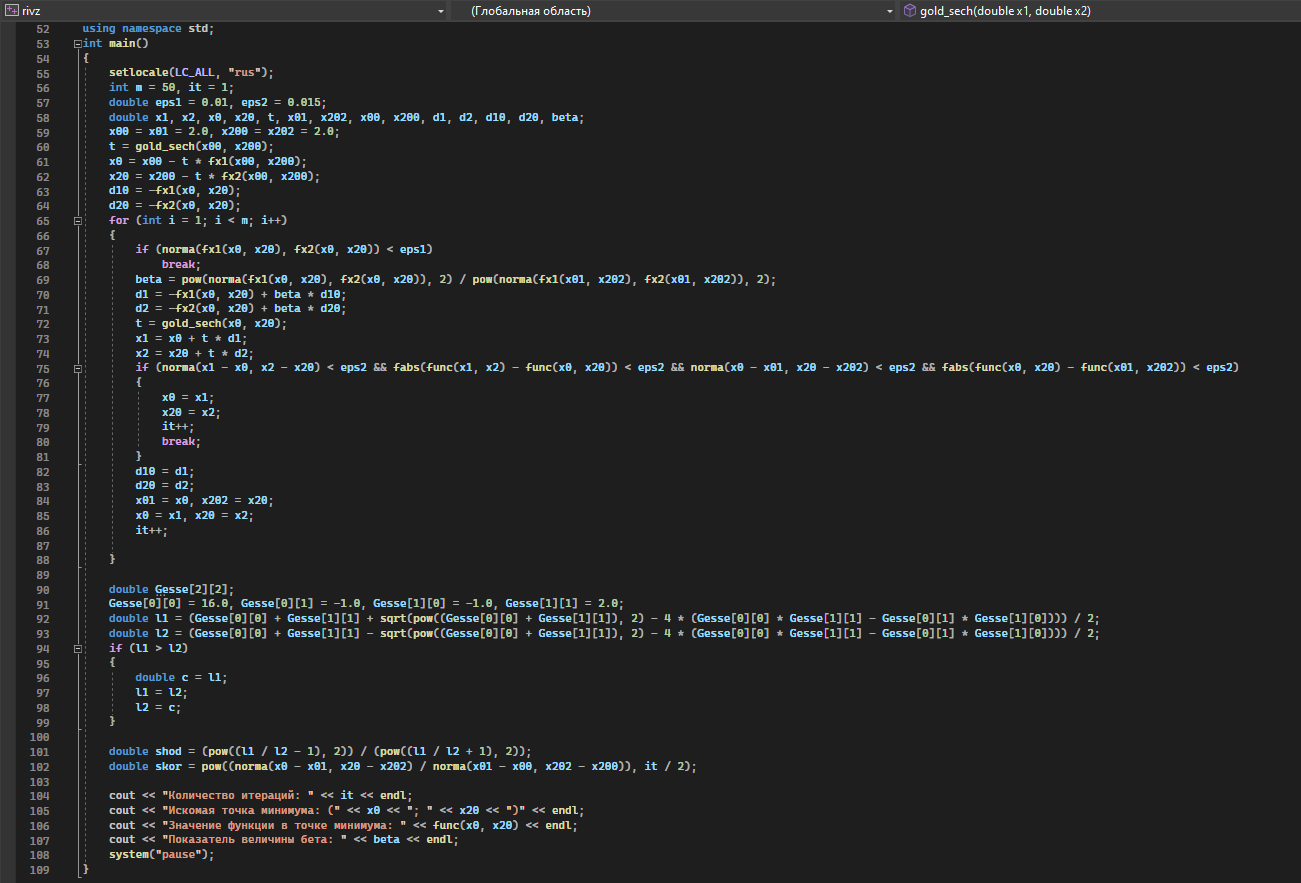 rivz (Глобальная область) gold_sech(double x1, double x2)
52 using namespace std;
53 int main()
54 {
55 setlocale(LC_ALL, "rus");
56 int m = 50, it = 1;
57 double eps1 = 0.01, eps2 = 0.015;
58 double x1, x2, x0, x20, t, x01, x202, x00, x200, d1, d2, d10, d20, beta;
59 x00 = x01 = 2.0, x200 = x202 = 2.0;
60 t = gold_sech(x00, x200);
61 x0 = x00 - t * fx1(x00, x200);
62 x20 = x200 - t * fx2(x00, x200);
63 d10 = -fx1(x0, x20);
64 d20 = -fx2(x0, x20);
65 for (int i = 1; i < m; i++)
66 {
67 if (norma(fx1(x0, x20), fx2(x0, x20)) < eps1)
68 break;
69 beta = pow(norma(fx1(x0, x20), fx2(x0, x20)), 2) / pow(norma(fx1(x01, x202), fx2(x01, x202)), 2);
70 d1 = -fx1(x0, x20) + beta * d10;
71 d2 = -fx2(x0, x20) + beta * d20;
72 t = gold_sech(x0, x20);
73 x1 = x0 + t * d1;
74 x2 = x20 + t * d2;
75 if (norma(x1 - x0, x2 - x20) < eps2 && fabs(func(x1, x2) - func(x0, x20)) < eps2 && norma(x0 - x01, x20 - x202) < eps2 && fabs(func(x0, x20) - func(x01, x202)) < eps2)
76 {
77 x0 = x1;
78 x20 = x2;
79 it++;
80 break;
81 }
82 d10 = d1;
83 d20 = d2;
84 x01 = x0, x202 = x20;
85 x0 = x1, x20 = x2;
86 it++;
87
88 }
89
90 double Gesse[2][2];
91 Gesse[0][0] = 16.0, Gesse[0][1] = -1.0, Gesse[1][0] = -1.0, Gesse[1][1] = 2.0;
92 double l1 = (Gesse[0][0] + Gesse[1][1] + sqrt(pow((Gesse[0][0] + Gesse[1][1]), 2) - 4 * (Gesse[0][0] * Gesse[1][1] - Gesse[0][1] * Gesse[1][0]))) / 2;
93 double l2 = (Gesse[0][0] + Gesse[1][1] - sqrt(pow((Gesse[0][0] + Gesse[1][1]), 2) - 4 * (Gesse[0][0] * Gesse[1][1] - Gesse[0][1] * Gesse[1][0]))) / 2;
94 if (l1 > l2)
95 {
96 double c = l1;
97 l1 = l2;
98 l2 = c;
99 }
100
101 double shod = (pow((l1 / l2 - 1), 2)) / (pow((l1 / l2 + 1), 2));
102 double skor = pow((norma(x0 - x01, x20 - x202) / norma(x01 - x00, x202 - x200)), it / 2);
103
104 cout << "Количество итераций: " << it << endl;
105 cout << "Искомая точка минимума: (" << x0 << "; " << x20 << ")" << endl;
106 cout << "Значение функции в точке минимума: " << func(x0, x20) << endl;
107 cout << "Показатель величины бета: " << beta << endl;
108 system("pause");
109 }